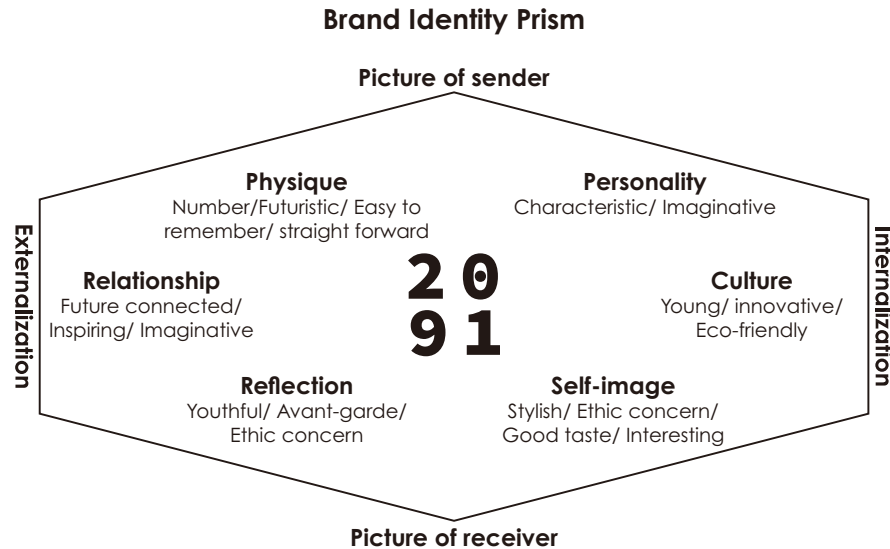 Brand Identity Prism
Picture of sender
Physique
Number/Futuristic/ Easy to
remember/ straight forward
Personality
Characteristic/ Imaginative
Externalization
Relationship
Future connected/
Inspiring/ Imaginative
20
91
Culture
Young/ innovative/
Eco-friendly
Internalization
Reflection
Youthful/ Avant-garde/
Ethic concern
Self-image
Stylish/ Ethic concern/
Good taste/ Interesting
Picture of receiver